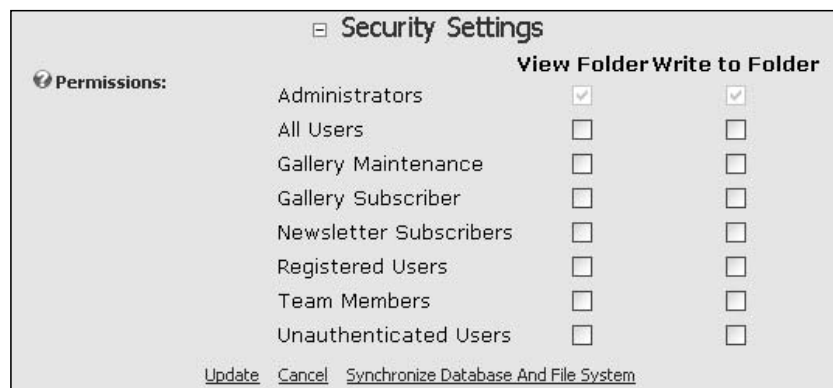 Security Settings
View Folder Write to Folder
Permissions:
Administrators
All Users
Gallery Maintenance
Gallery Subscriber
Newsletter Subscribers
Registered Users
Team Members
Unauthenticated Users
Update Cancel Synchronize Database And File System